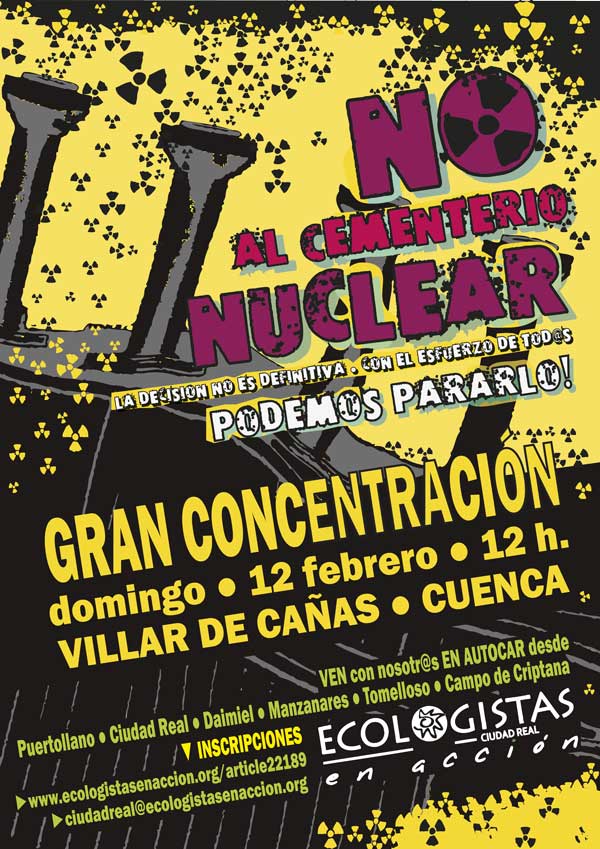 NO
AL CEMENTERIO
NUCLEAR
LA DECISION NO ES DEFINITIVA . CON EL ESFUERZO DE TOD@S
PODEMOS PARARLO!
GRAN CONCENTRACION
domingo • 12 febrero • 12 h.
VILLAR DE CAÑAS • CUENCA
VEN con nosotr@s EN AUTOCAR desde
Puertollano • Ciudad Real • Daimiel • Manzanares • Tomelloso • Campo de Criptana
▼ INSCRIPCIONES
▶www.ecologistasenaccion.org/article22189
▶ciudadreal@ecologistasenaccion.org
ECOLOGISTAS
CIUDAD REAL
en acción